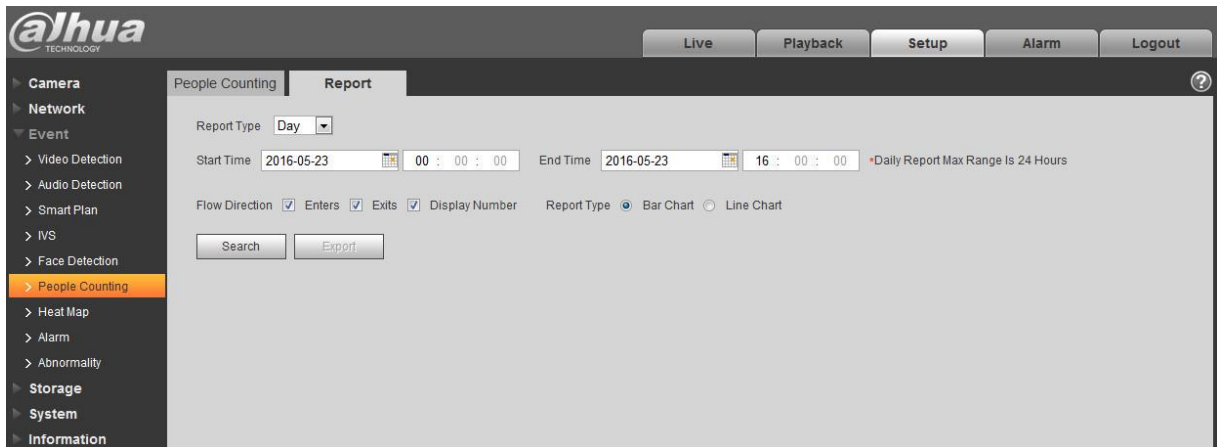 alhua
TECHNOLOGY
Live Playback Setup Alarm Logout
Camera
Network
Event
Video Detection
Audio Detection
Smart Plan
IVS
Face Detection
People Counting
Heat Map
Alarm
Abnormality
Storage
System
Information
People Counting Report
Report Type Day
Start Time 2016-05-23 00 : 00 : 00 End Time 2016-05-23 16 : 00 : 00 *Daily Report Max Range Is 24 Hours
Flow Direction Enters Exits Display Number Report Type Bar Chart Line Chart
Search Export